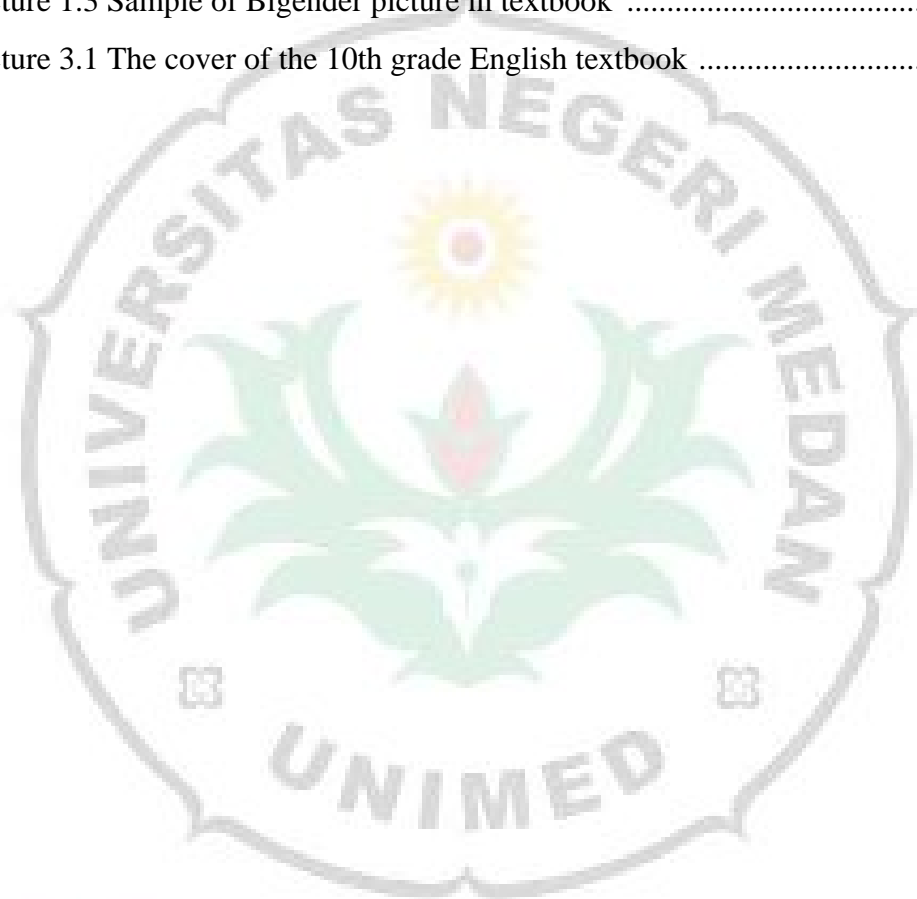 ture 1.3 Sample of Bigender picture in textbook ....................................
ture 3.1 The cover of the 10th grade English textbook ............................
UNIVERSITAS NEGERI MEDAN
UNIMED